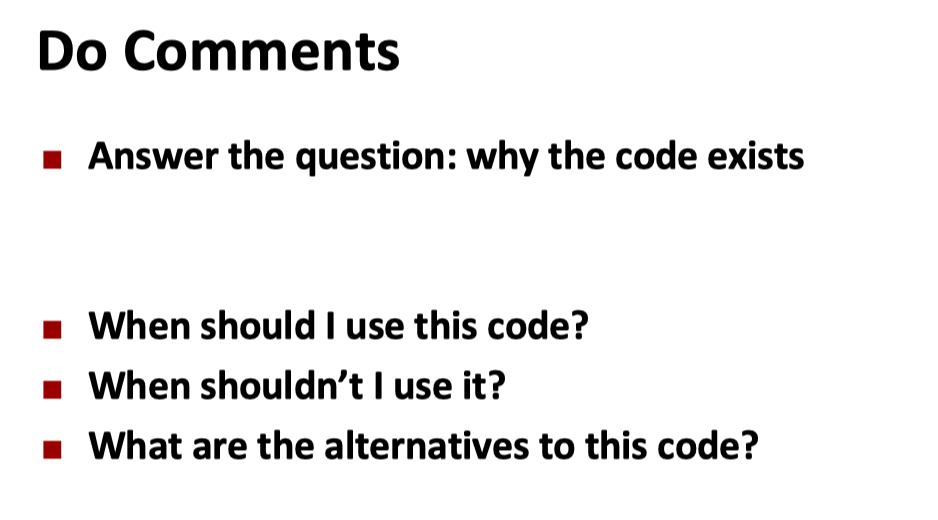 Do Comments
Answer the question: why the code exists
When should I use this code?
When shouldn’t I use it?
What are the alternatives to this code?